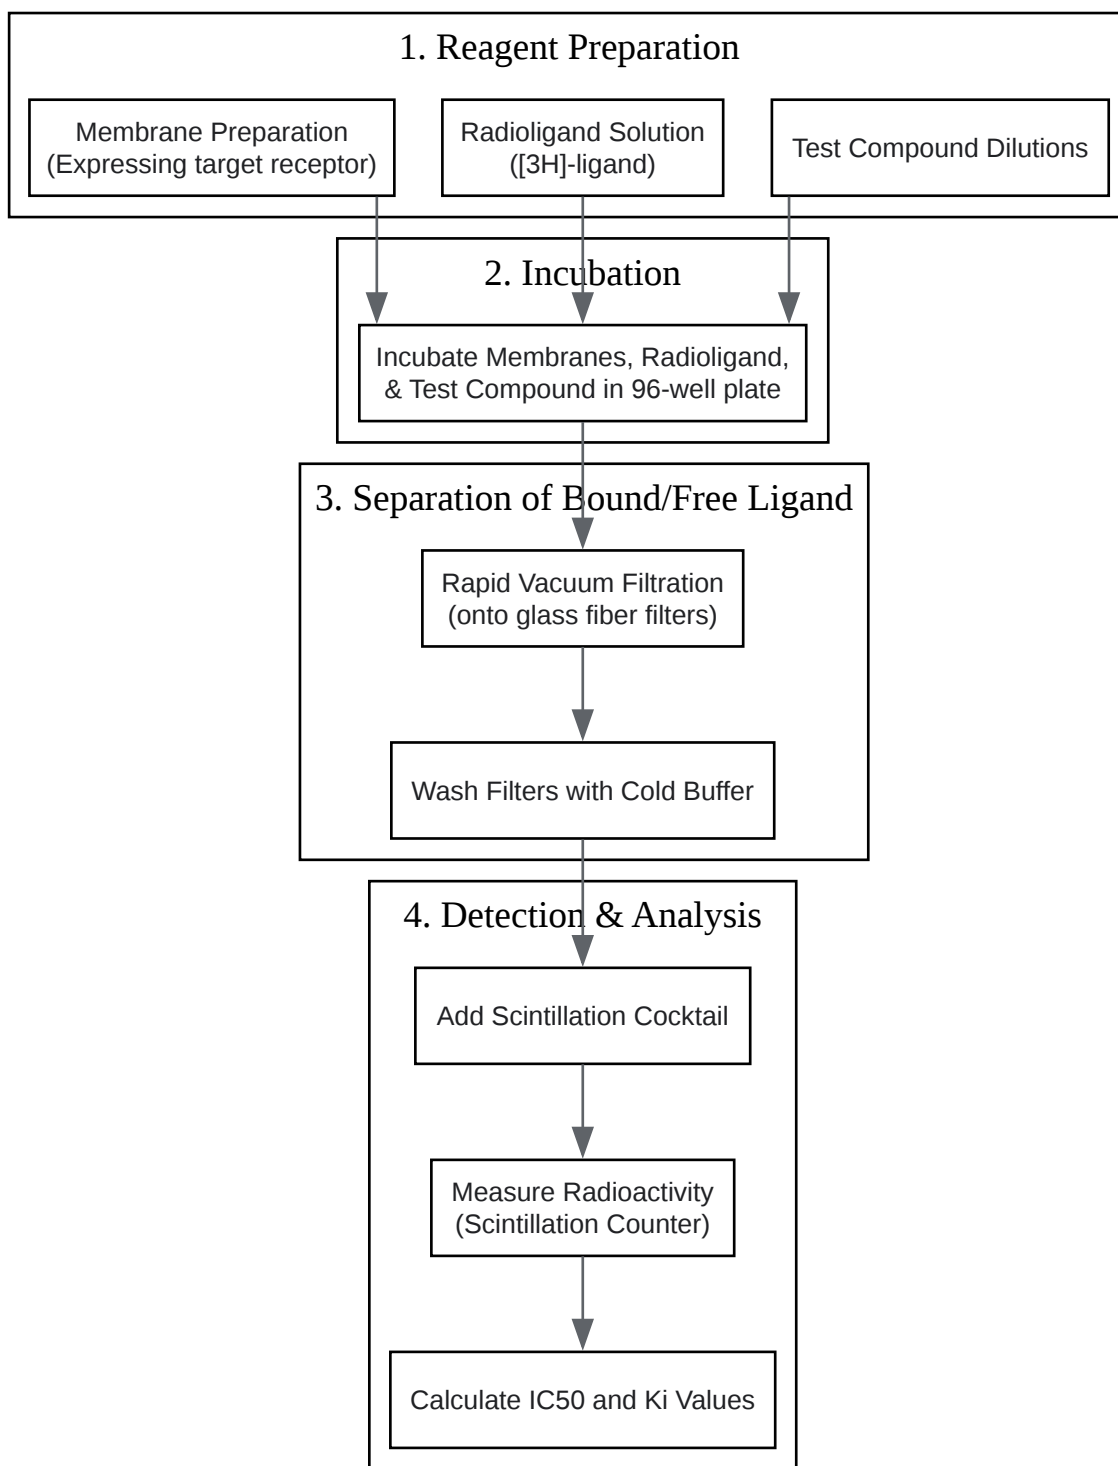 1. Reagent Preparation
Membrane Preparation
(Expressing target receptor)
Radioligand Solution
([3H]-ligand)
Test Compound Dilutions
2. Incubation
Incubate Membranes, Radioligand,
& Test Compound in 96-well plate
3. Separation of Bound/Free Ligand
Rapid Vacuum Filtration
(onto glass fiber filters)
Wash Filters with Cold Buffer
4. Detection & Analysis
Add Scintillation Cocktail
Measure Radioactivity
(Scintillation Counter)
Calculate IC50 and Ki Values